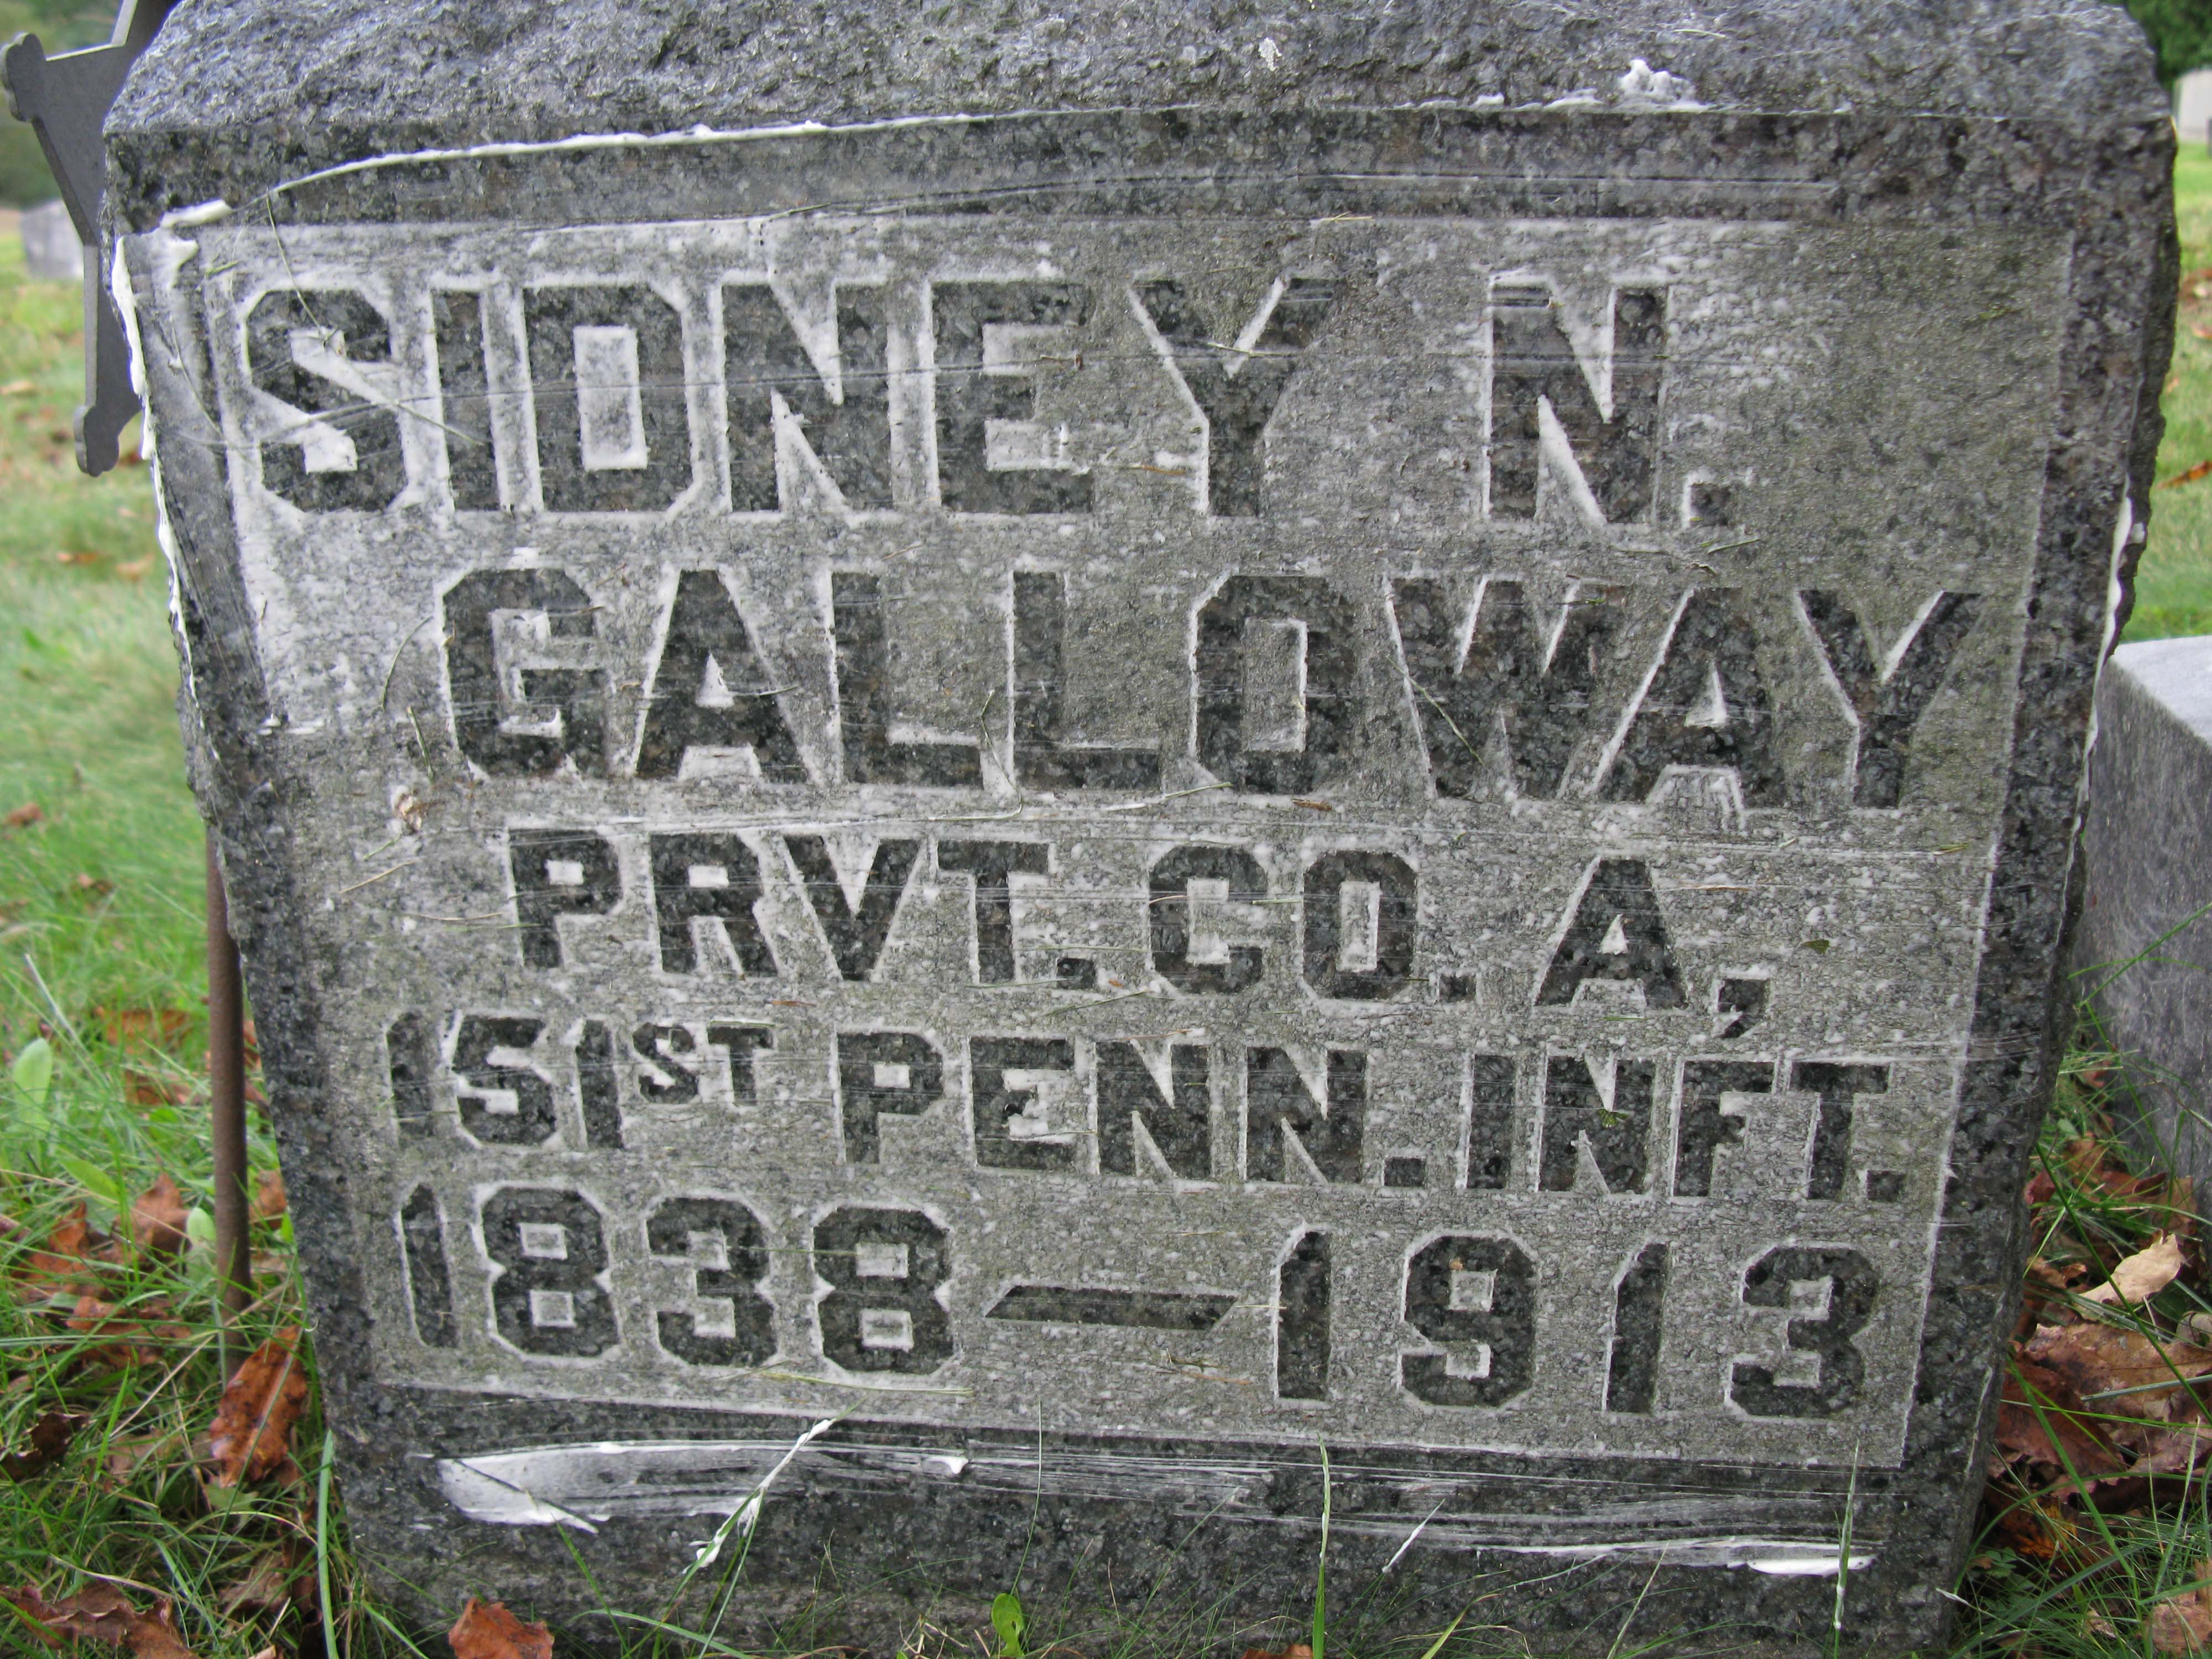 SIDNEY N.
GALLOWAY
PRVT. CO. A,
151ST PENN. INFT.
1838 — 1913